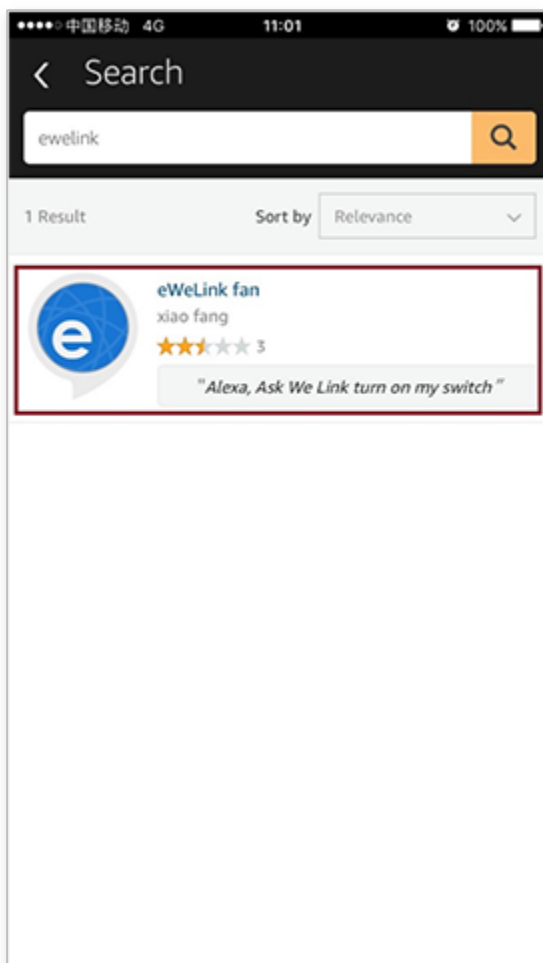 中国移动 4G 11:01 100%
Search
ewelink
1 Result Sort by Relevance
e
eWeLink fan
xiao fang
3
"Alexa, Ask We Link turn on my switch"